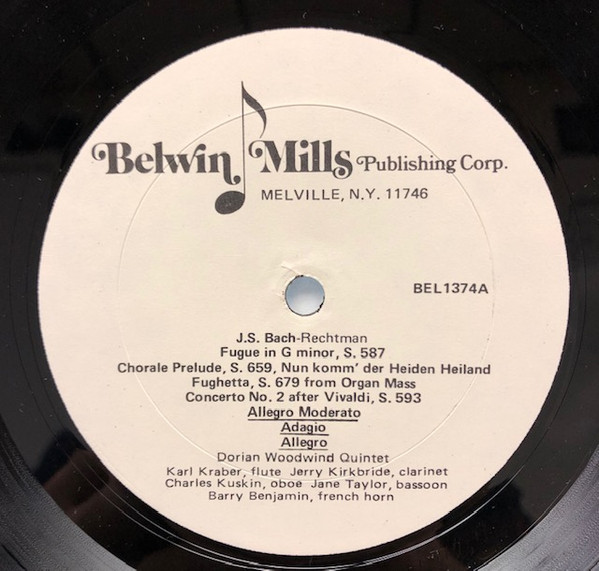 Belwin Mills Publishing Corp.
MELVILLE, N.Y. 11746
BEL1374A
J.S. Bach-Rechtman
Fugue in G minor, S. 587
Chorale Prelude, S. 659, Nun komm' der Heiden Heiland
Fughetta, S. 679 from Organ Mass
Concerto No. 2 after Vivaldi, S. 593
Allegro Moderato
Adagio
Allegro
Dorian Woodwind Quintet
Karl Kraber, flute Jerry Kirkbride, clarinet
Charles Kuskin, oboe Jane Taylor, bassoon
Barry Benjamin, french horn